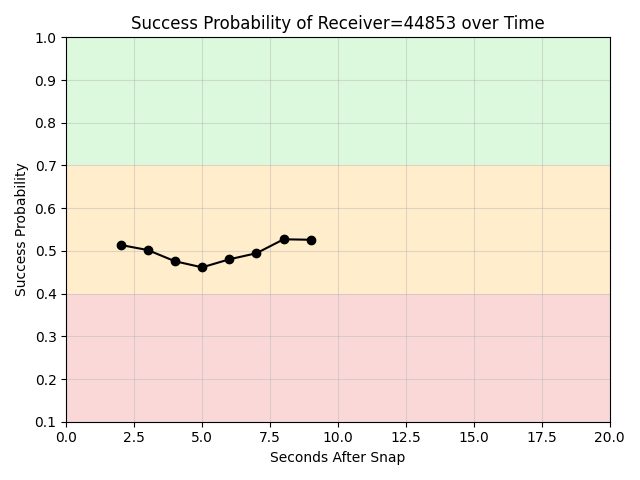 Success Probability of Receiver=44853 over Time
1.0
0.9
0.8
0.7
0.6
0.5
0.4
0.3
0.2
0.1
Success Probability
0.0 2.5 5.0 7.5 10.0 12.5 15.0 17.5 20.0
Seconds After Snap